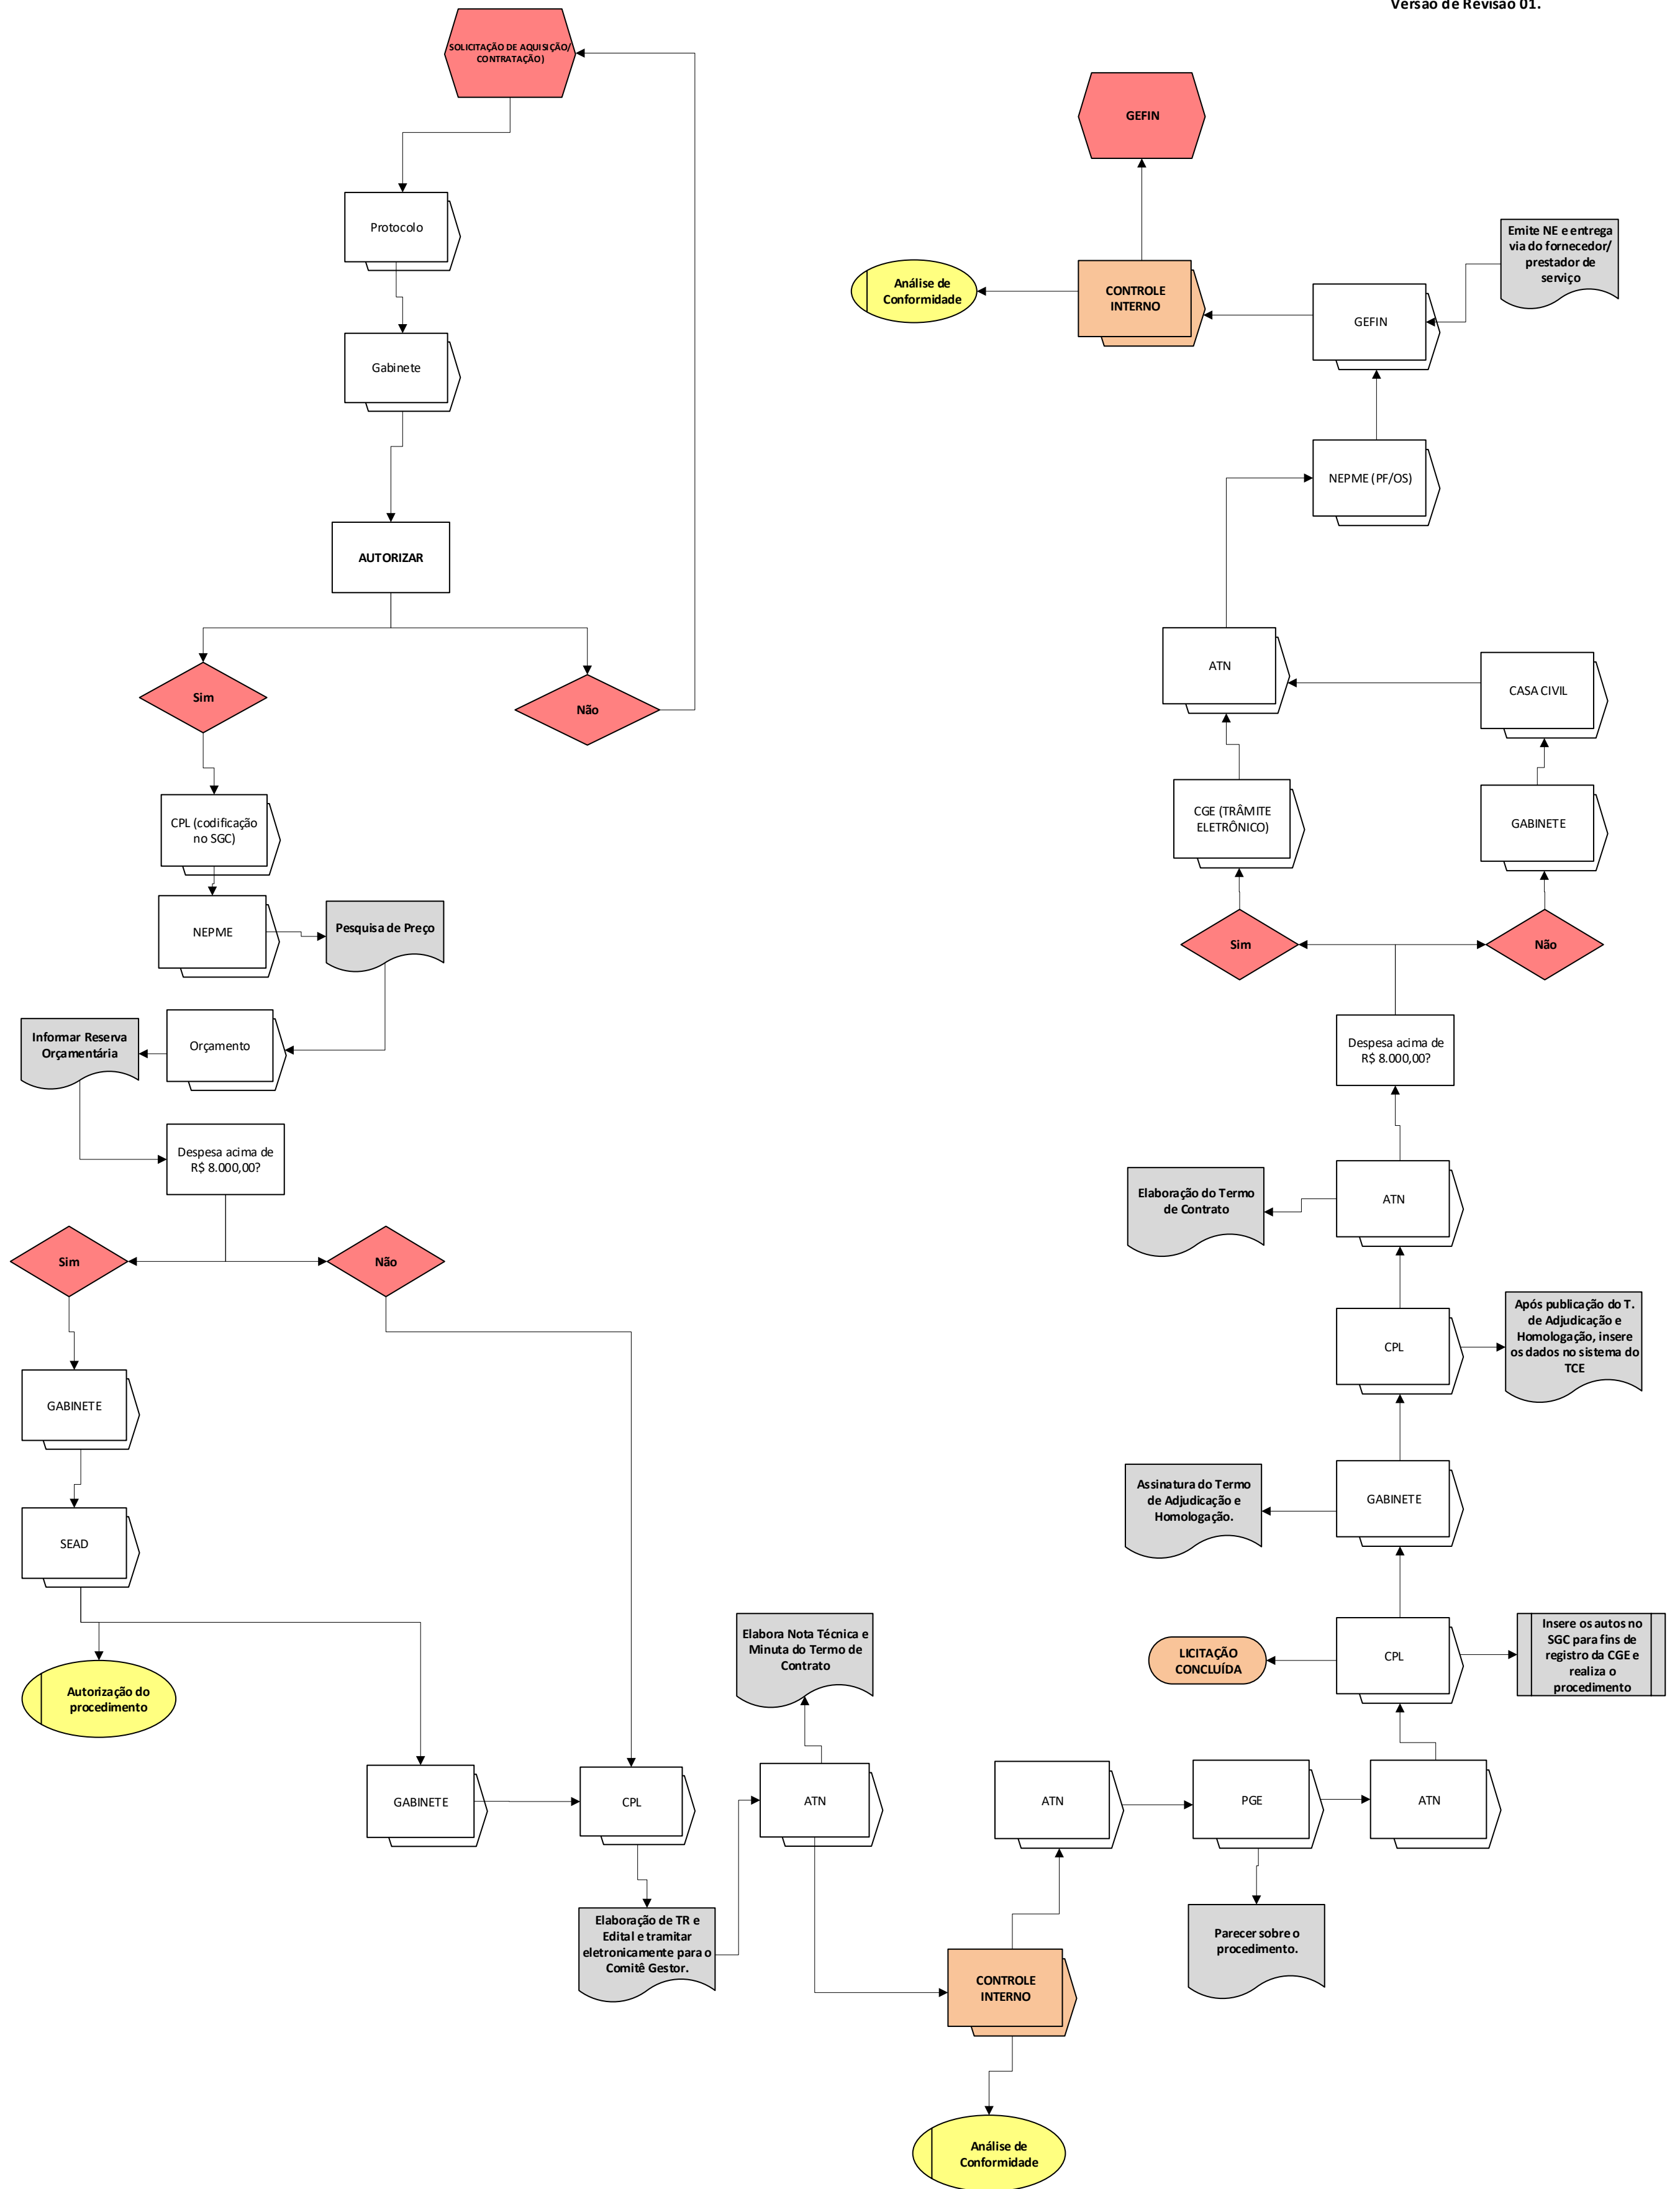 Versão de Revisão 01.
SOLICITAÇÃO DE AQUISIÇÃO/
CONTRATAÇÃO)
Protocolo
Gabinete
AUTORIZAR
Sim
Não
CPL (codificação
no SGC)
NEPME
Pesquisa de Preço
Orçamento
Informar Reserva
Orçamentária
Despesa acima de
R$ 8.000,00?
Sim
Não
GABINETE
SEAD
Autorização do
procedimento
GABINETE
CPL
Elaboração de TR e
Edital e tramitar
eletronicamente para o
Comitê Gestor.
Elabora Nota Técnica e
Minuta do Termo de
Contrato
ATN
CONTROLE
INTERNO
Análise de
Conformidade
ATN
PGE
Parecer sobre o
procedimento.
ATN
CPL
LICITAÇÃO
CONCLUÍDA
Insere os autos no
SGC para fins de
registro da CGE e
realiza o
procedimento
GABINETE
Assinatura do Termo
de Adjudicação e
Homologação.
CPL
Após publicação do T.
de Adjudicação e
Homologação, insere
os dados no sistema do
TCE
ATN
Elaboração do Termo
de Contrato
Despesa acima de
R$ 8.000,00?
Sim
Não
CGE (TRÂMITE
ELETRÔNICO)
GABINETE
ATN
CASA CIVIL
NEPME (PF/OS)
GEFIN
Emite NE e entrega
via do fornecedor/
prestador de
serviço
CONTROLE
INTERNO
Análise de
Conformidade
GEFIN